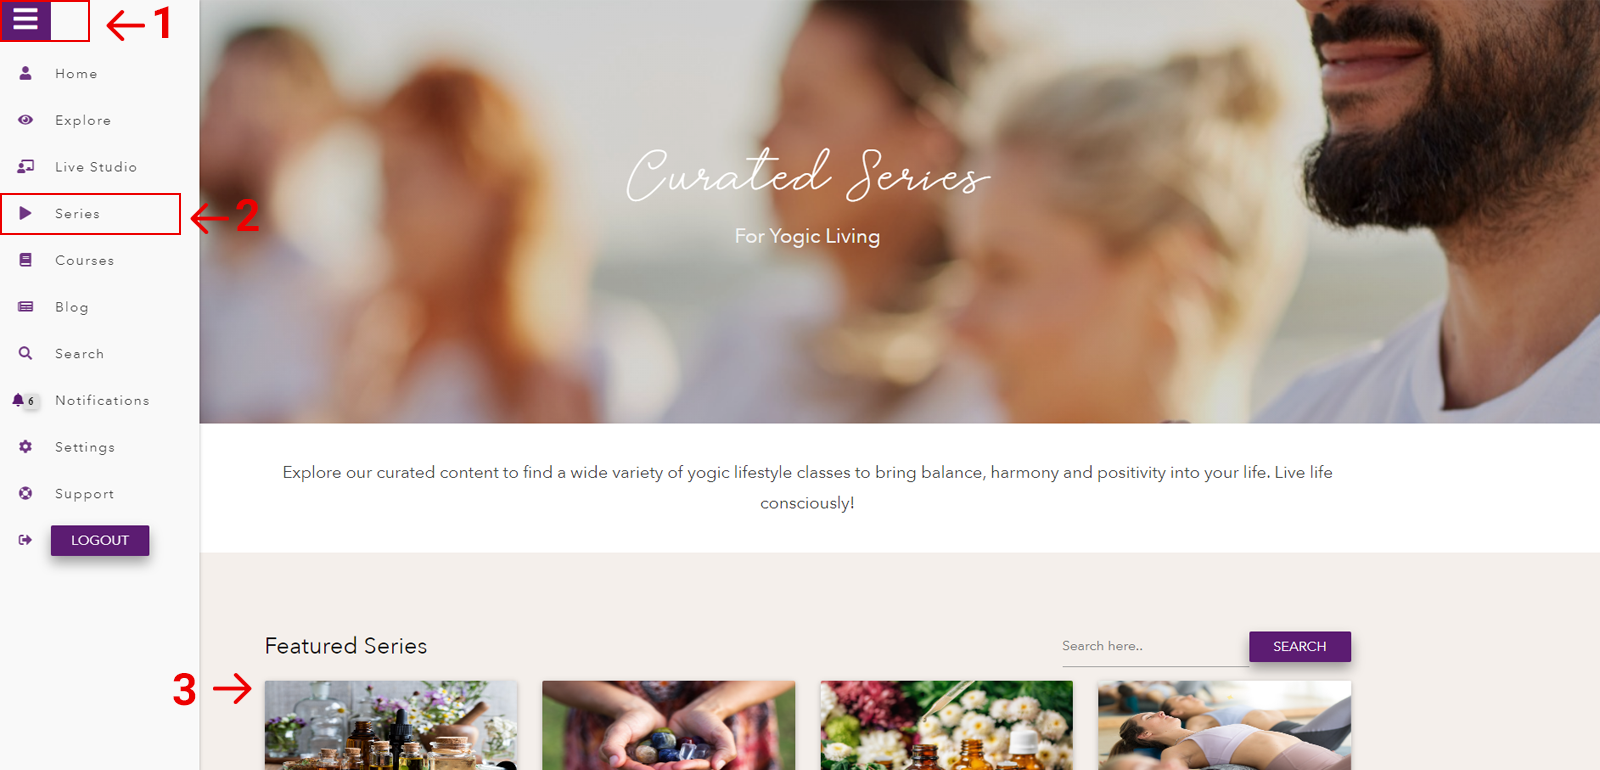 1
Home
Explore
Live Studio
Series
2
Courses
Blog
Search
6 Notifications
Settings
Support
LOGOUT
Curated Series
For Yogic Living
Explore our curated content to find a wide variety of yogic lifestyle classes to bring balance, harmony and positivity into your life. Live life
consciously!
Featured Series
Search here..
SEARCH
3